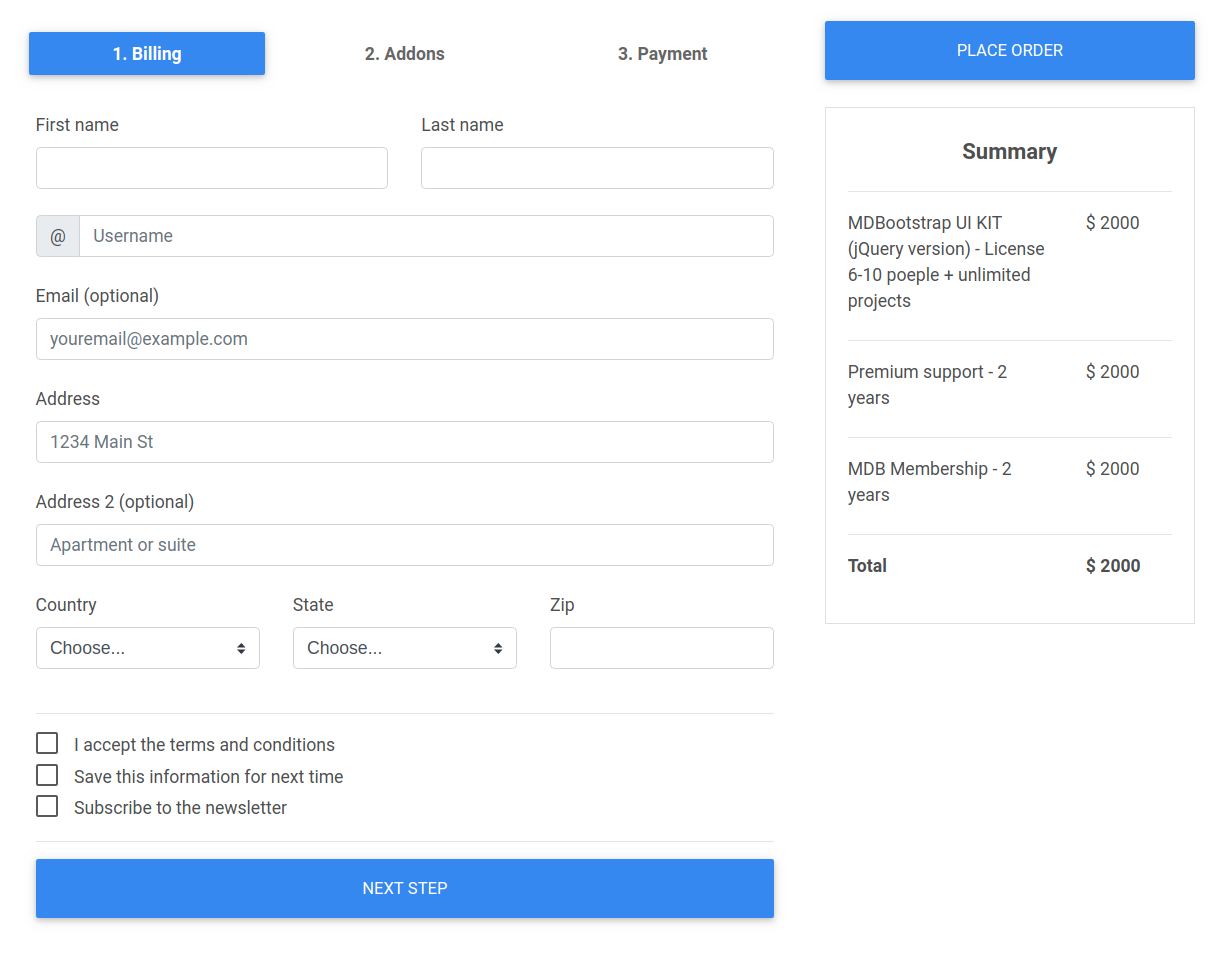 1. Billing
2. Addons
3. Payment
First name
Last name
@
Username
Email (optional)
youremail@example.com
Address
1234 Main St
Address 2 (optional)
Apartment or suite
Country
State
Zip
Choose...
Choose...
I accept the terms and conditions
Save this information for next time
Subscribe to the newsletter
NEXT STEP
PLACE ORDER
Summary
MDBootstrap UI KIT
(jQuery version) - License
6-10 poeple + unlimited
projects
$ 2000
Premium support - 2
years
$ 2000
MDB Membership - 2
years
$ 2000
Total
$ 2000